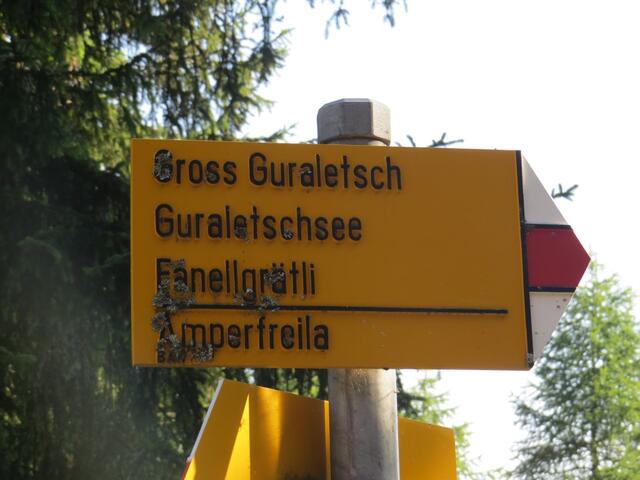 Gross Guraletsch
Guraletschsee
Fanellgrätli
Amperfreila